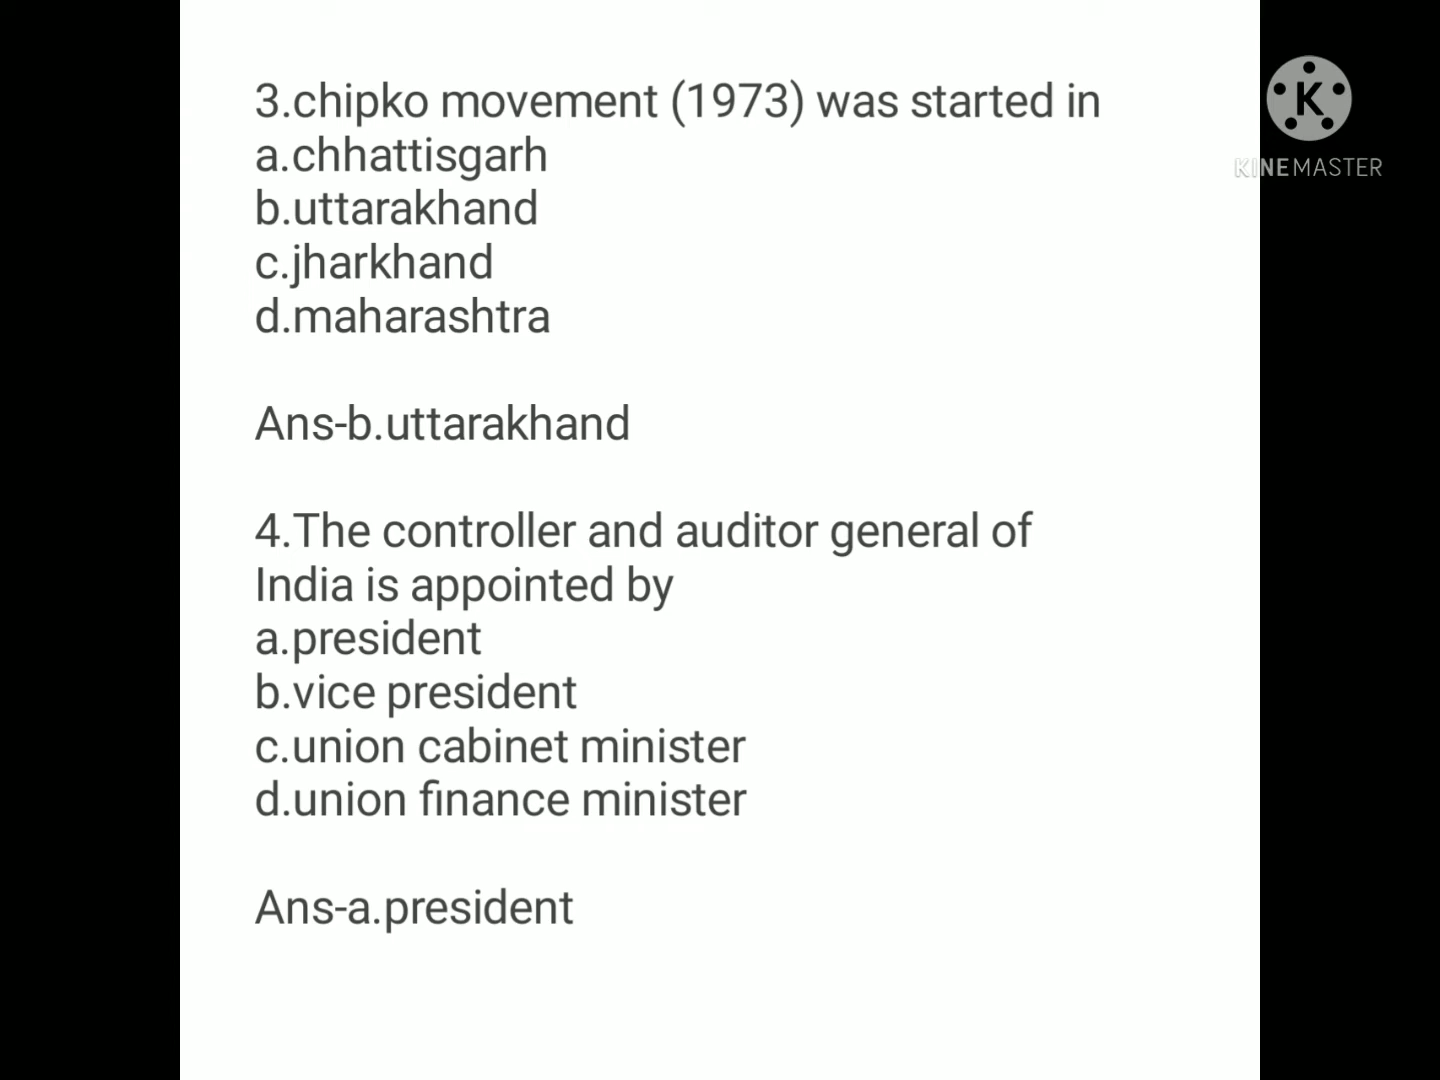 3.chipko movement (1973) was started in
a.chhattisgarh
b.uttarakhand
c.jharkhand
d.maharashtra
Ans-b.uttarakhand
4.The controller and auditor general of
India is appointed by
a.president
b.vice president
c.union cabinet minister
d.union finance minister
Ans-a.president
K
KINEMASTER